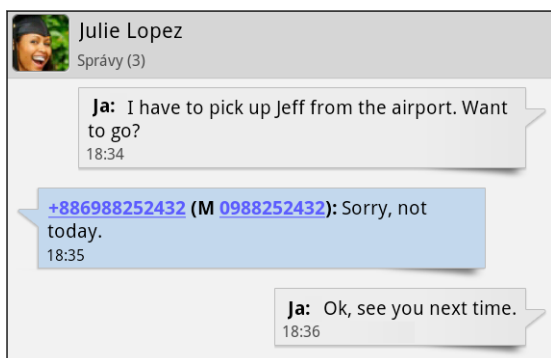 Julie Lopez
Správy (3)
Ja: I have to pick up Jeff from the airport. Want
to go?
18:34
+886988252432 (M 0988252432): Sorry, not
today.
18:35
Ja: Ok, see you next time.
18:36